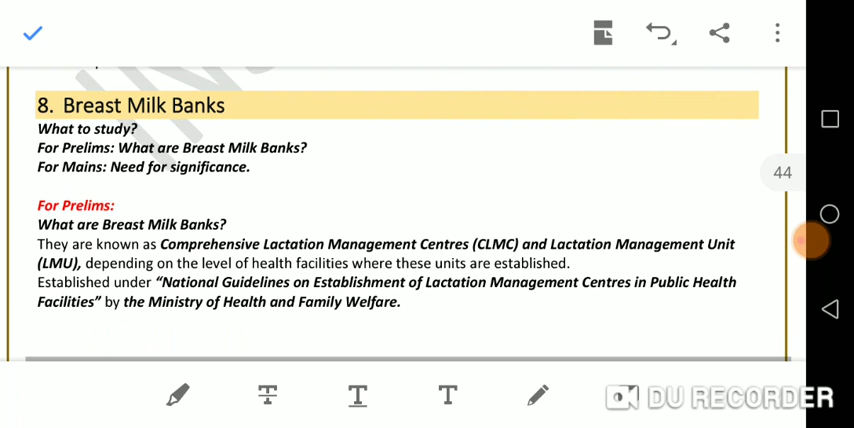 8. Breast Milk Banks
What to study?
For Prelims: What are Breast Milk Banks?
For Mains: Need for significance.
44
For Prelims:
What are Breast Milk Banks?
They are known as Comprehensive Lactation Management Centres (CLMC) and Lactation Management Unit
(LMU), depending on the level of health facilities where these units are established.
Established under “National Guidelines on Establishment of Lactation Management Centres in Public Health
Facilities” by the Ministry of Health and Family Welfare.
T T T
DU RECORDER